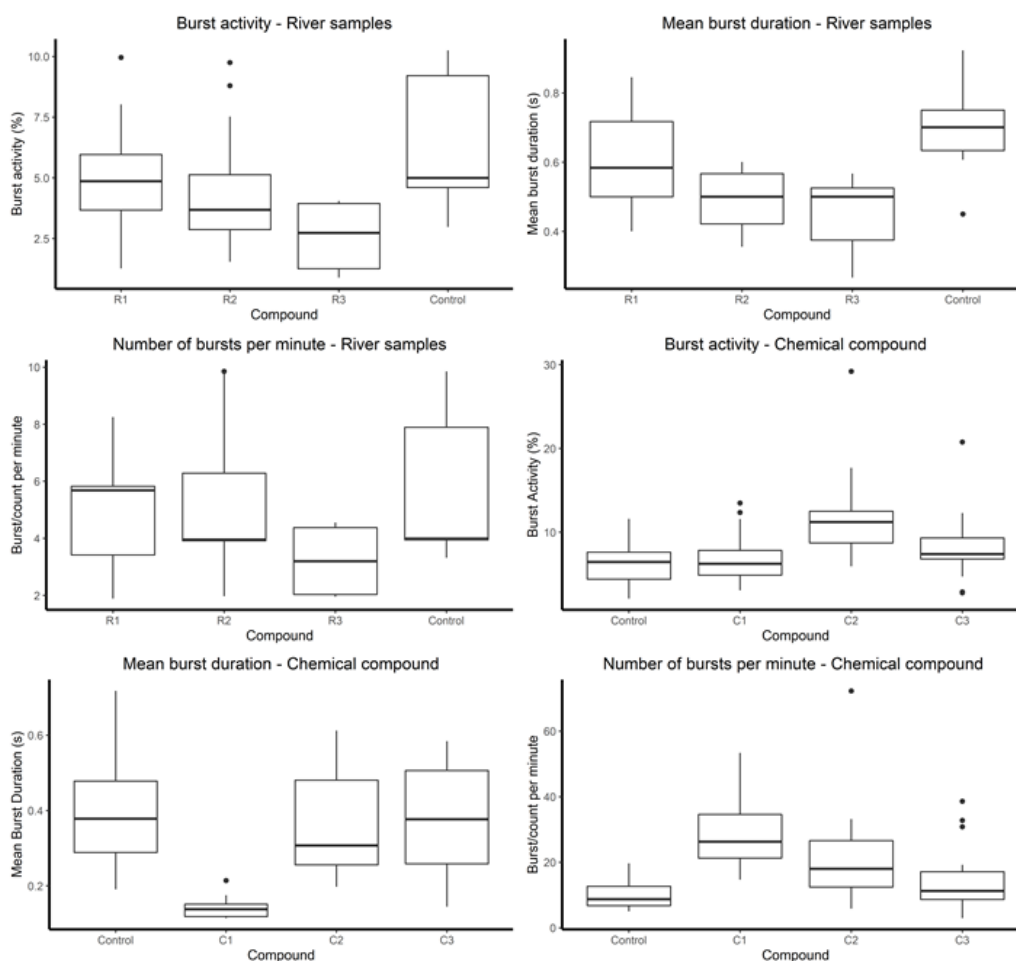 Burst activity - River samples
Burst activity (%)
10.0
7.5
5.0
2.5
R1 R2 R3 Control
Compound
Mean burst duration - River samples
Mean burst duration (s)
0.8
0.6
0.4
R1 R2 R3 Control
Compound
Number of bursts per minute - River samples
Burst/count per minute
10
8
6
4
2
R1 R2 R3 Control
Compound
Burst activity - Chemical compound
Burst Activity (%)
30
20
10
0
Control C1 C2 C3
Compound
Mean burst duration - Chemical compound
Mean Burst Duration (s)
0.6
0.4
0.2
Control C1 C2 C3
Compound
Number of bursts per minute - Chemical compound
Burst/count per minute
60
40
20
0
Control C1 C2 C3
Compound